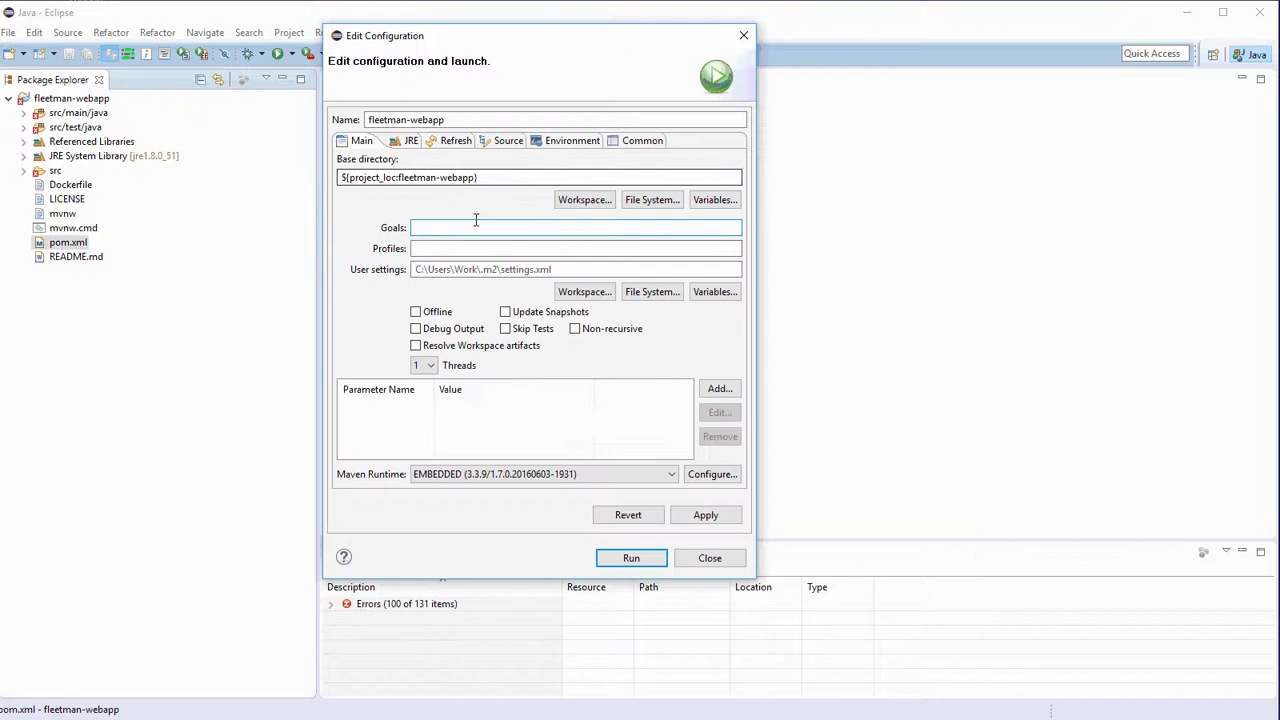 Java - Eclipse
Edit Configuration
File Edit Source Refactor Refactor Navigate Search Project
Edit configuration and launch.
Quick Access
Java
Package Explorer
fleetman-webapp
src/main/java
src/test/java
Referenced Libraries
JRE System Library [jre1.8.0_51]
src
Dockerfile
LICENSE
mvnw
mvnw.cmd
pom.xml
README.md
Name: fleetman-webapp
Main JRE Refresh Source Environment Common
Base directory:
${project_loc:fleetman-webapp}
Workspace... File System... Variables...
Goals:
Profiles:
User settings: C:\Users\Work\.m2\settings.xml
Workspace... File System... Variables...
Offline Update Snapshots
Debug Output Skip Tests Non-recursive
Resolve Workspace artifacts
1 Threads
Parameter Name Value
Add...
Edit...
Remove
Maven Runtime: EMBEDDED (3.3.9/1.7.0.20160603-1931) Configure...
Revert Apply
Run Close
Description Resource Path Location Type
Errors (100 of 131 items)
pom.xml - fleetman-webapp